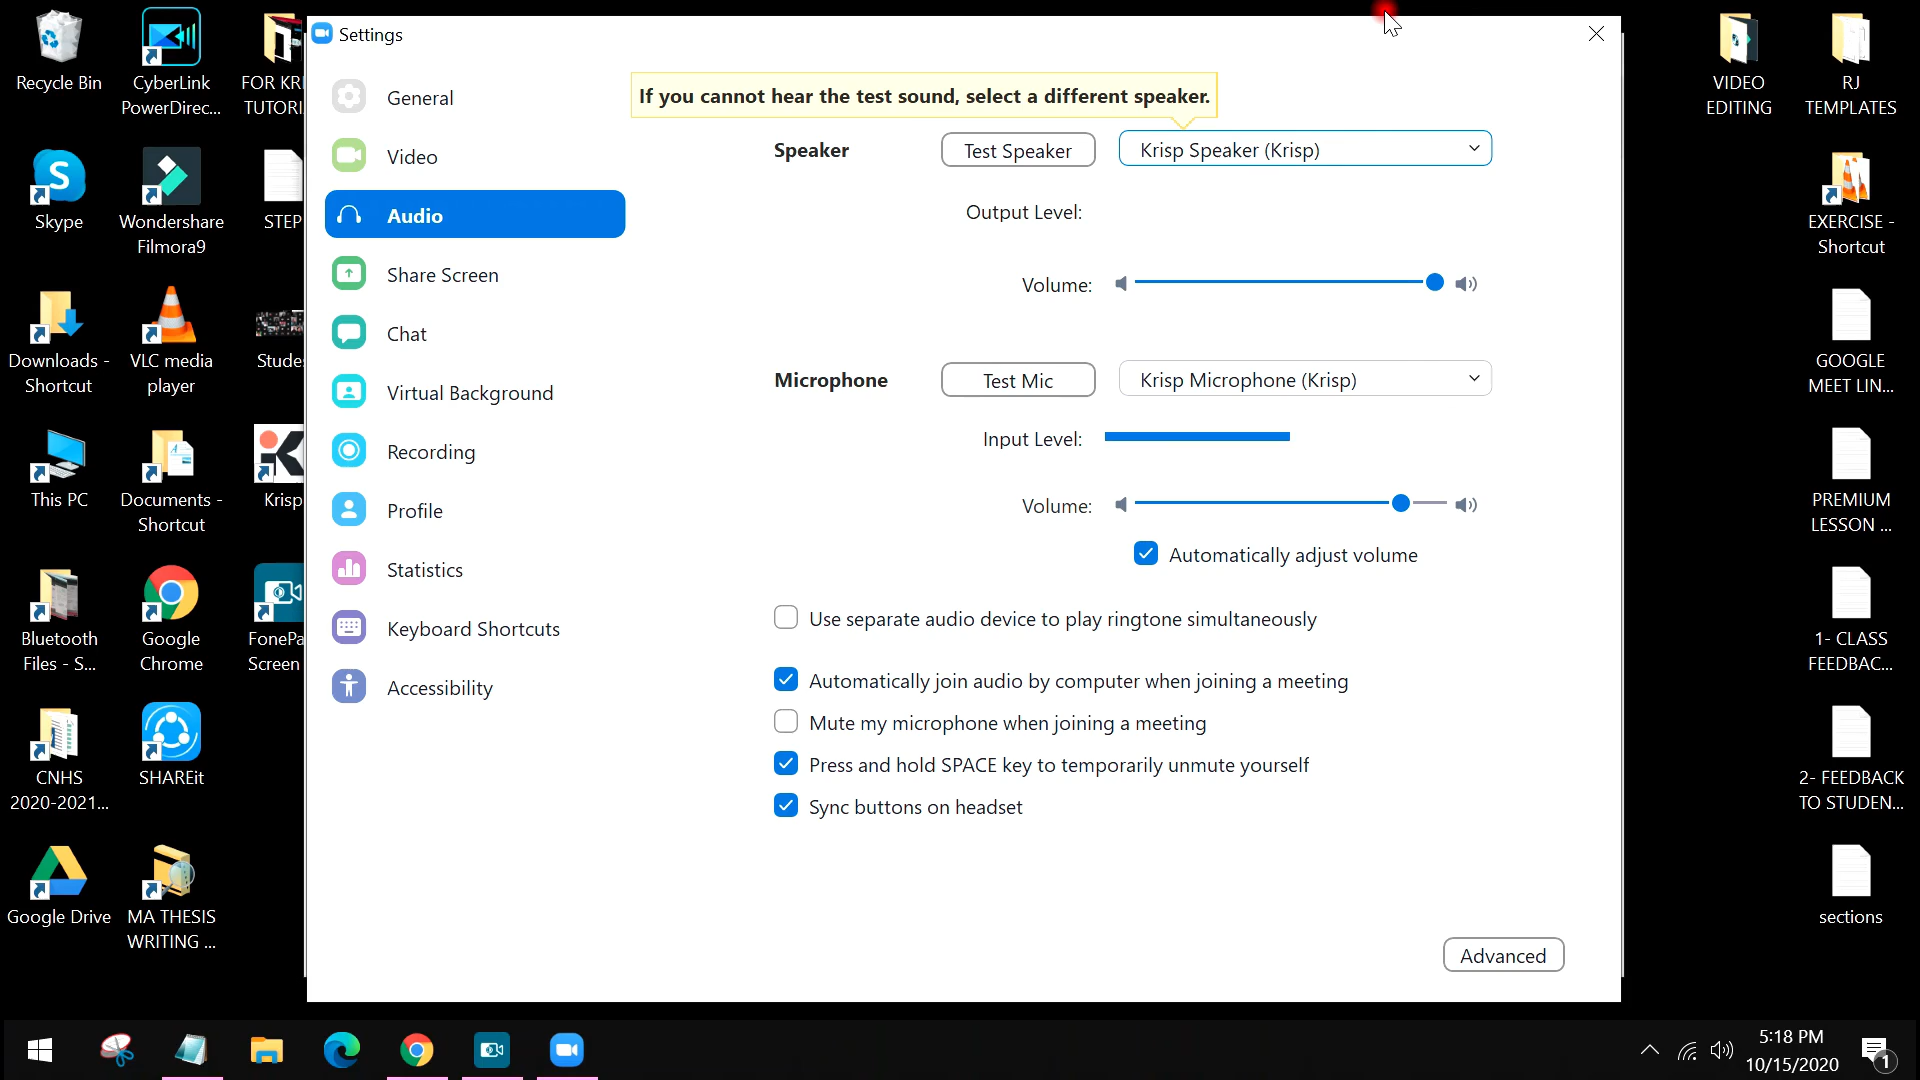 Recycle Bin
CyberLink
PowerDirec...
FOR KRI
TUTORI
Skype
Wondershare
Filmora9
STEP
Downloads -
Shortcut
VLC media
player
Stude
This PC
Documents -
Shortcut
Krisp
Bluetooth
Files - S...
Google
Chrome
FonePa
Screen
CNHS
2020-2021...
SHAREit
Google Drive
MA THESIS
WRITING ...
Settings
General
Video
Audio
Share Screen
Chat
Virtual Background
Recording
Profile
Statistics
Keyboard Shortcuts
Accessibility
If you cannot hear the test sound, select a different speaker.
Speaker
Test Speaker
Krisp Speaker (Krisp)
Output Level:
Volume:
Microphone
Test Mic
Krisp Microphone (Krisp)
Input Level:
Volume:
Automatically adjust volume
Use separate audio device to play ringtone simultaneously
Automatically join audio by computer when joining a meeting
Mute my microphone when joining a meeting
Press and hold SPACE key to temporarily unmute yourself
Sync buttons on headset
Advanced
VIDEO
EDITING
RJ
TEMPLATES
EXERCISE -
Shortcut
GOOGLE
MEET LIN...
PREMIUM
LESSON ...
1- CLASS
FEEDBAC...
2- FEEDBACK
TO STUDEN...
sections
5:18 PM
10/15/2020
1